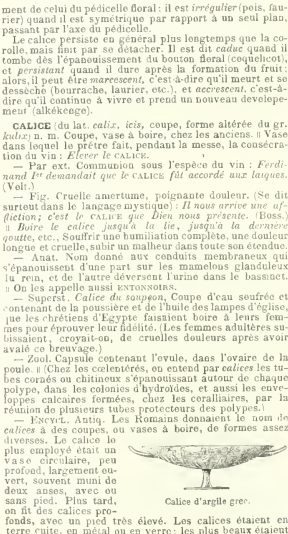 ment de celui du pédicelle floral: il est irrégulier (pois, fau-
rier) quand il est symétrique par rapport à un seul plan,
passant par l'axe du pédicelle.
Le calice persiste en général plus longtemps que la co-
rolle, mais finit par se détacher. Il est dit caduc quand il
tombe dès l'épanouissement du bouton floral (coquelicot),
et persistant quand il dure après la formation du fruit;
alors, il peut être marcescent, c'est-à-dire qu'il meurt et se
dessèche (bourrache, laurier, etc.), et accrescent, c'est-à-
dire qu'il continue à vivre et prend un nouveau développe-
ment (alkékenge).
CALICE (du lat. calix, icis, coupe, forme altérée du gr.
kulix) n. m. Coupe, vase à boire, chez les anciens. ॥ Vase
dans lequel le prêtre fait, pendant la messe, la consécra-
tion du vin : Elever le CALICE.
— Par ext. Communion sous l'espèce du vin : Ferdi-
nand Ier demandait que le CALICE fût accordé aux laïques.
(Velt.)
— Fig. Cruelle amertume, poignante douleur. (Se dit
surtout dans le langage mystique) : Il nous arrive une af-
fliction; c'est le CALICE que Dieu nous présente. (Boss.)
॥ Boire le calice jusqu'à la lie, jusqu'à la dernière
goutte, etc., Souffrir une humiliation complète, une douleur
longue et cruelle, subir un malheur dans toute son étendue.
— Anat. Nom donné aux conduits membraneux qui
s'épanouissent d'une part sur les mamelons glanduleux
du rein, et de l'autre déversent l'urine dans le bassinet.
॥ On les appelle aussi ENTONNOIRS.
— Superst. Calice du soupçon, Coupe d'eau soufrée et
contenant de la poussière et de l'huile des lampes d'église,
que les chrétiens d'Egypte faisaient boire à leurs fem-
mes pour éprouver leur fidélité. (Les femmes adultères su-
bissaient, croyait-on, de cruelles douleurs après avoir
avalé ce breuvage.)
— Zool. Capsule contenant l'ovule, dans l'ovaire de la
poule. ॥ (Chez les cœlentérés, on entend par calices les tu-
bes cornés ou chitineux s'épanouissant autour de chaque
polype, dans les colonies d'hydroïdes, et aussi les enve-
loppes calcaires formées, chez les coralliaires, par la
réunion de plusieurs tubes protecteurs des polypes.)
— ENCYCL. Antiq. Les Romains donnaient le nom de
calices à des coupes, ou vases à boire, de formes assez
diverses. Le calice le
plus employé était un
vase circulaire, peu
profond, largement ou-
vert, souvent muni de
deux anses, avec ou
sans pied. Plus tard,
on fit des calices pro-
fonds, avec un pied très élevé. Les calices étaient en
terre cuite, en métal ou en verre; les plus beaux étaient
Calice d'argile grec.